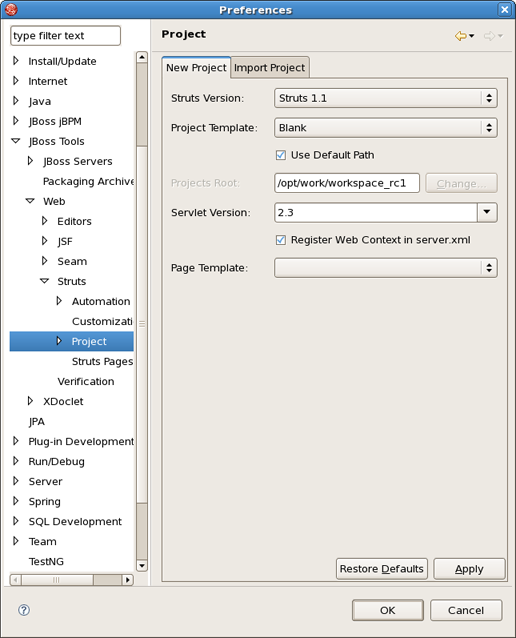 Preferences
type filter text
Install/Update
Internet
Java
JBoss jBPM
JBoss Tools
JBoss Servers
Packaging Archive
Web
Editors
JSF
Seam
Struts
Automation
Customizati
Project
Struts Pages
Verification
XDoclet
JPA
Plug-in Development
Run/Debug
Server
Spring
SQL Development
Team
TestNG
Project
New Project Import Project
Struts Version: Struts 1.1
Project Template: Blank
Use Default Path
Projects Root: /opt/work/workspace_rc1 Change...
Servlet Version: 2.3
Register Web Context in server.xml
Page Template:
Restore Defaults Apply
? OK Cancel